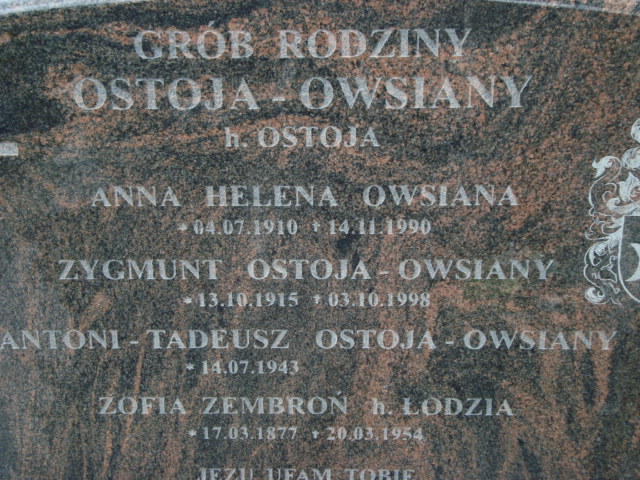 GRÓB RODZINY
OSTOJA - OWSIANY
h. OSTOJA
ANNA HELENA OWSIANA
* 04.07.1910 † 14.11.1990
ZYGMUNT OSTOJA - OWSIANY
* 13.10.1915 † 03.10.1998
ANTONI - TADEUSZ OSTOJA - OWSIANY
* 14.07.1943
ZOFIA ZEMBROŃ h. ŁODZIA
* 17.03.1877 † 20.03.1954
JEZU UFAM TOBIE